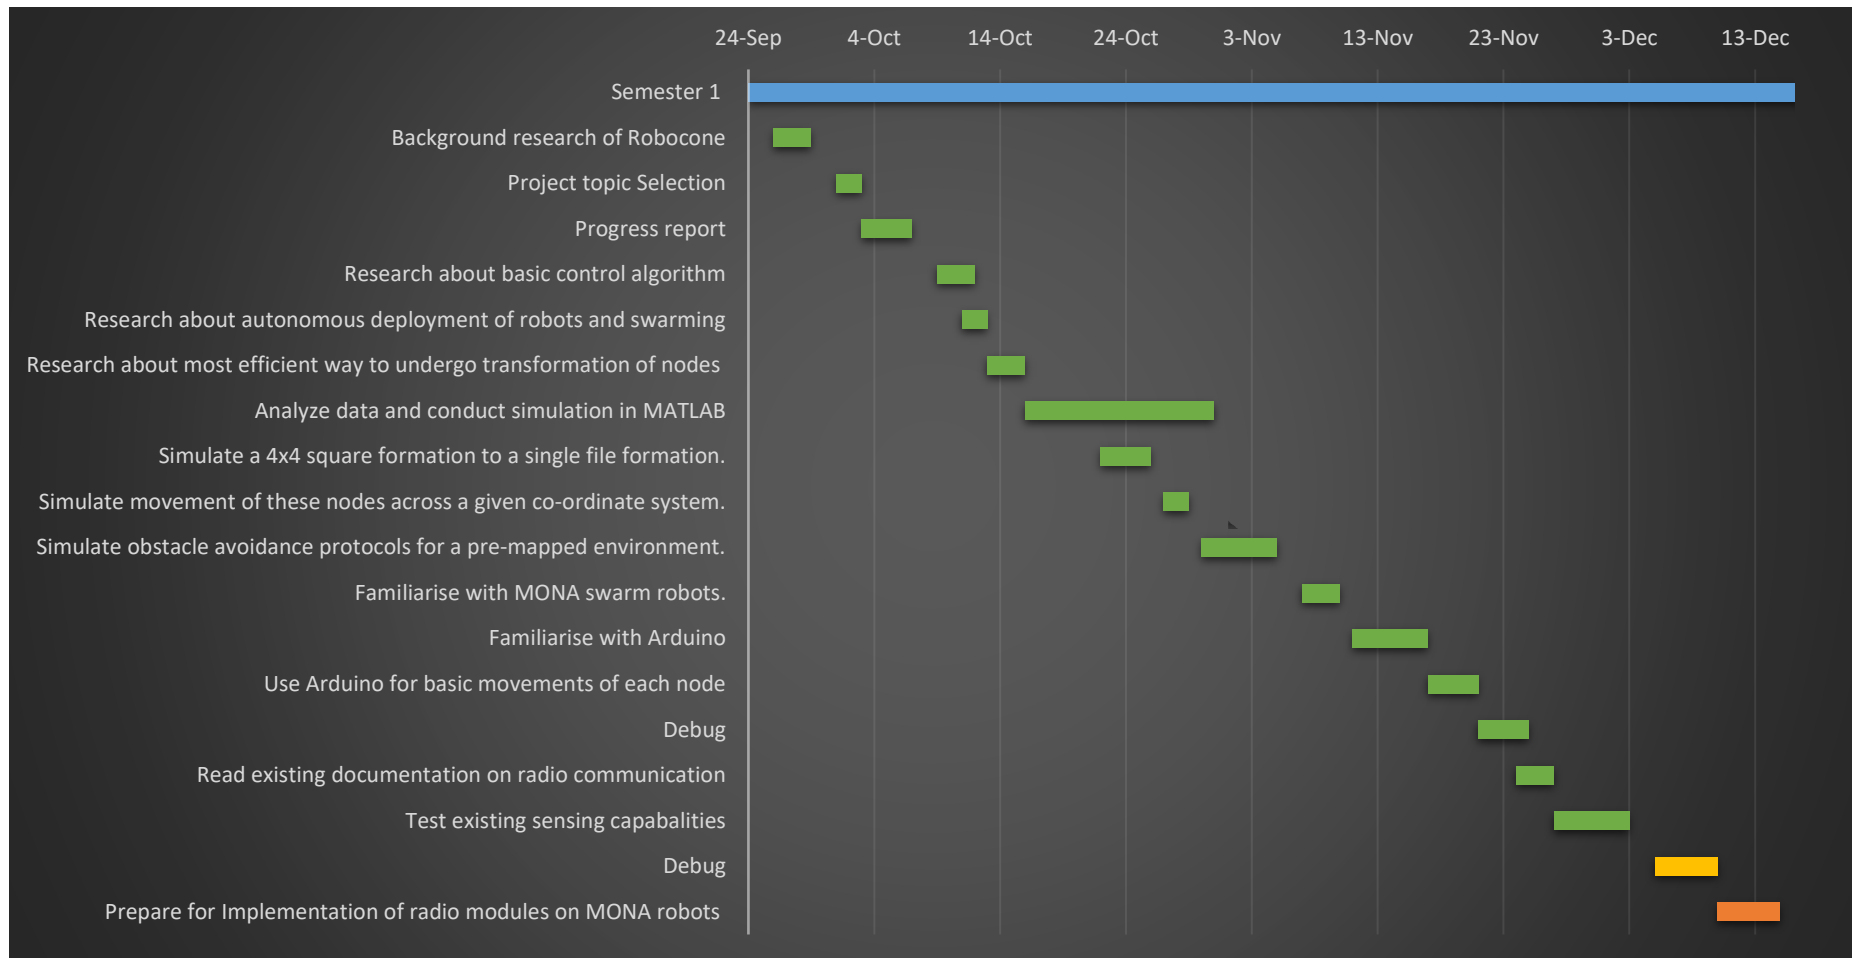 24-Sep 4-Oct 14-Oct 24-Oct 3-Nov 13-Nov 23-Nov 3-Dec 13-Dec
Semester 1
Background research of Robocone
Project topic Selection
Progress report
Research about basic control algorithm
Research about autonomous deployment of robots and swarming
Research about most efficient way to undergo transformation of nodes
Analyze data and conduct simulation in MATLAB
Simulate a 4x4 square formation to a single file formation.
Simulate movement of these nodes across a given co-ordinate system.
Simulate obstacle avoidance protocols for a pre-mapped environment.
Familiarise with MONA swarm robots.
Familiarise with Arduino
Use Arduino for basic movements of each node
Debug
Read existing documentation on radio communication
Test existing sensing capabalities
Debug
Prepare for Implementation of radio modules on MONA robots